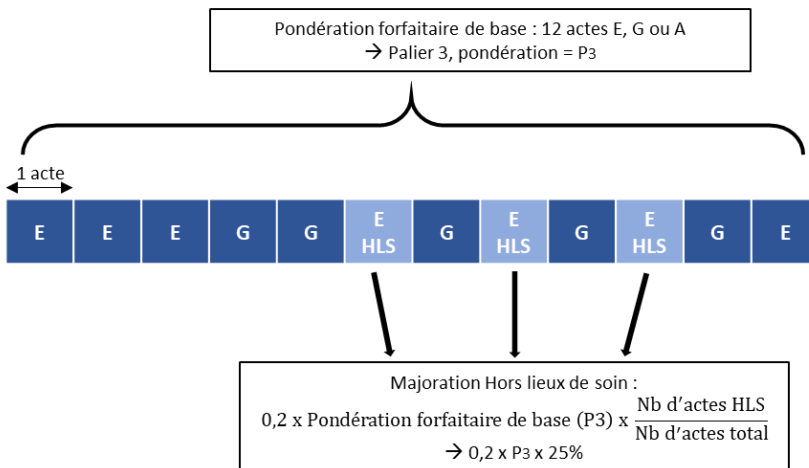 Pondération forfaitaire de base : 12 actes E, G ou A
→ Palier 3, pondération = P3
1 acte
E E E G G E HLS G E HLS G E HLS G E
Majoration Hors lieux de soin :
0,2 x Pondération forfaitaire de base (P3) x Nb d'actes HLS / Nb d'actes total
→ 0,2 x P3 x 25%